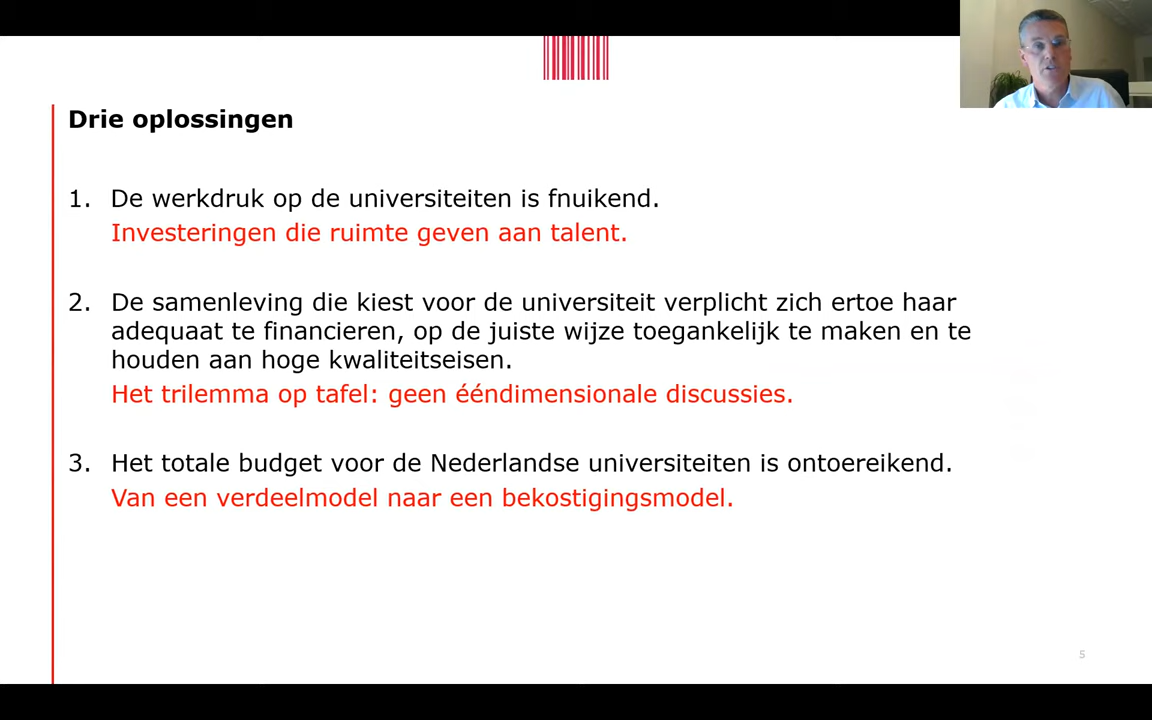 Drie oplossingen
1. De werkdruk op de universiteiten is fnuikend.
Investeringen die ruimte geven aan talent.
2. De samenleving die kiest voor de universiteit verplicht zich ertoe haar
adequaat te financieren, op de juiste wijze toegankelijk te maken en te
houden aan hoge kwaliteitseisen.
Het trilemma op tafel: geen ééndimensionale discussies.
3. Het totale budget voor de Nederlandse universiteiten is ontoereikend.
Van een verdeelmodel naar een bekostigingsmodel.
5